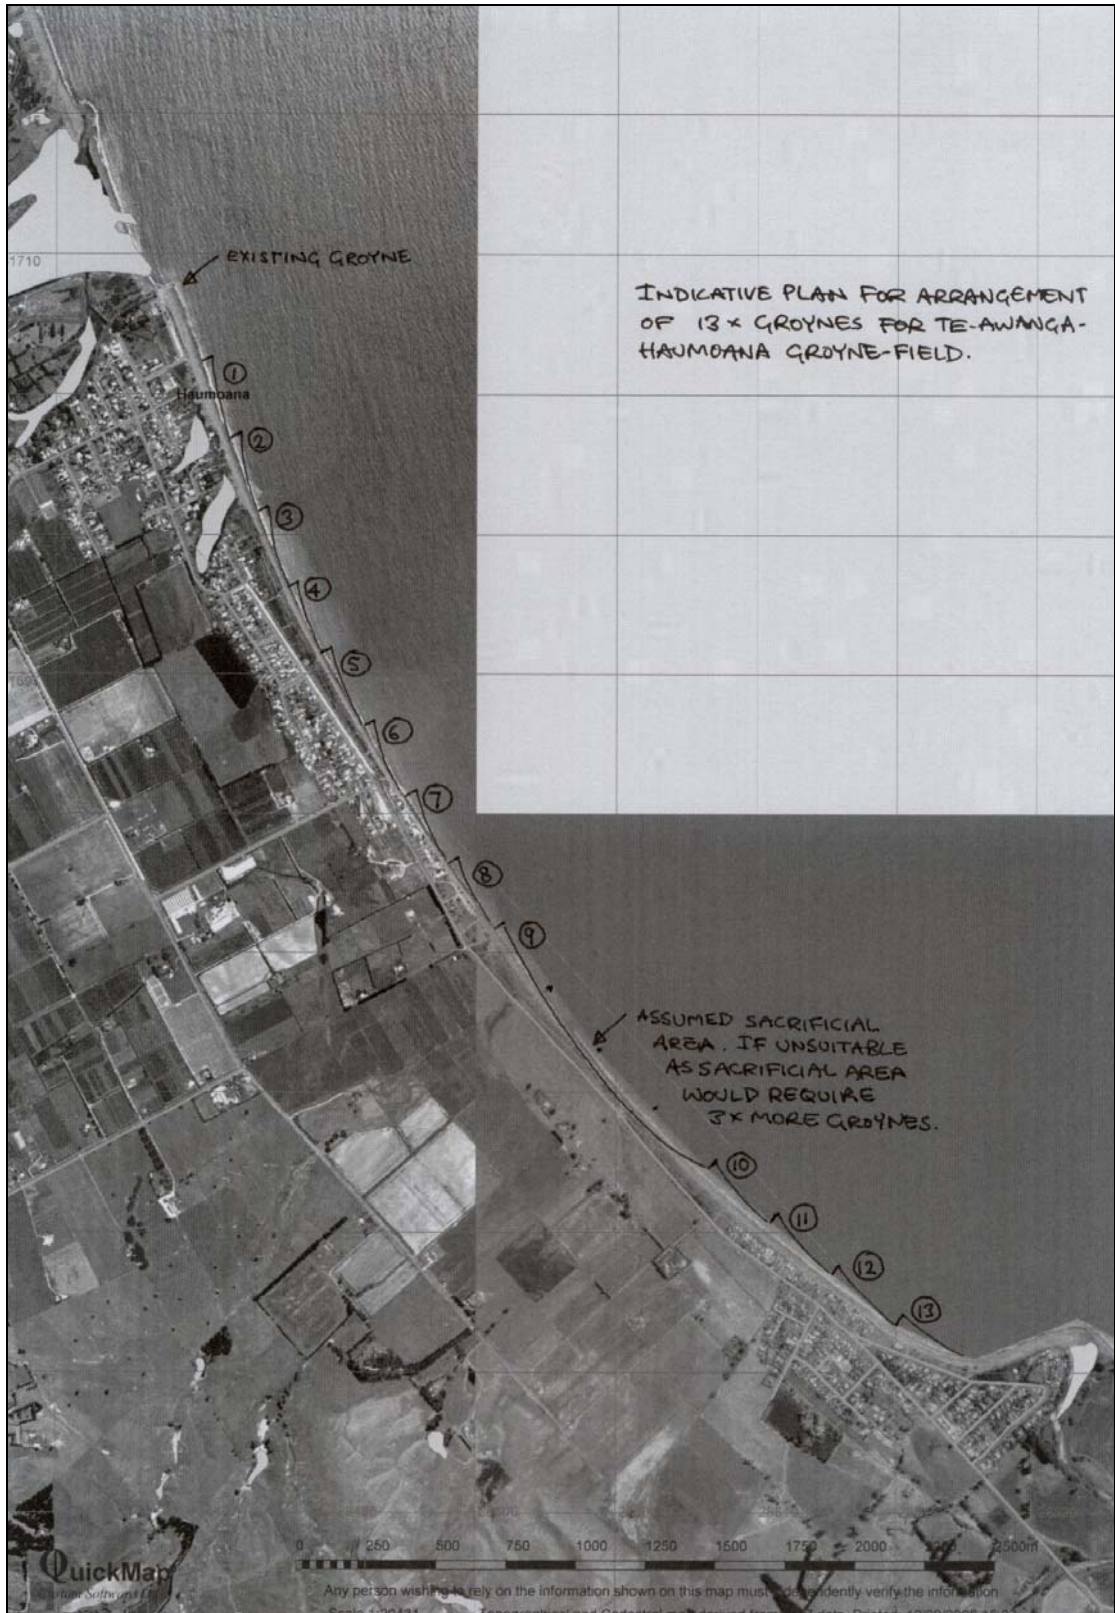 1710
EXISTING GROYNE
INDICATIVE PLAN FOR ARRANGEMENT
OF 13 x GROYNES FOR TE-AWANGA-
HAUMOANA GROYNE-FIELD.
1
Haumoana
2
3
4
5
6
7
8
9
ASSUMED SACRIFICIAL
AREA. IF UNSUITABLE
AS SACRIFICIAL AREA
WOULD REQUIRE
3 x MORE GROYNES.
10
11
12
13
0 250 500 750 1000 1250 1500 1750 2000 2500m
QuickMap
Custom Software
Any person wishing to rely on the information shown on this map must independently verify the information